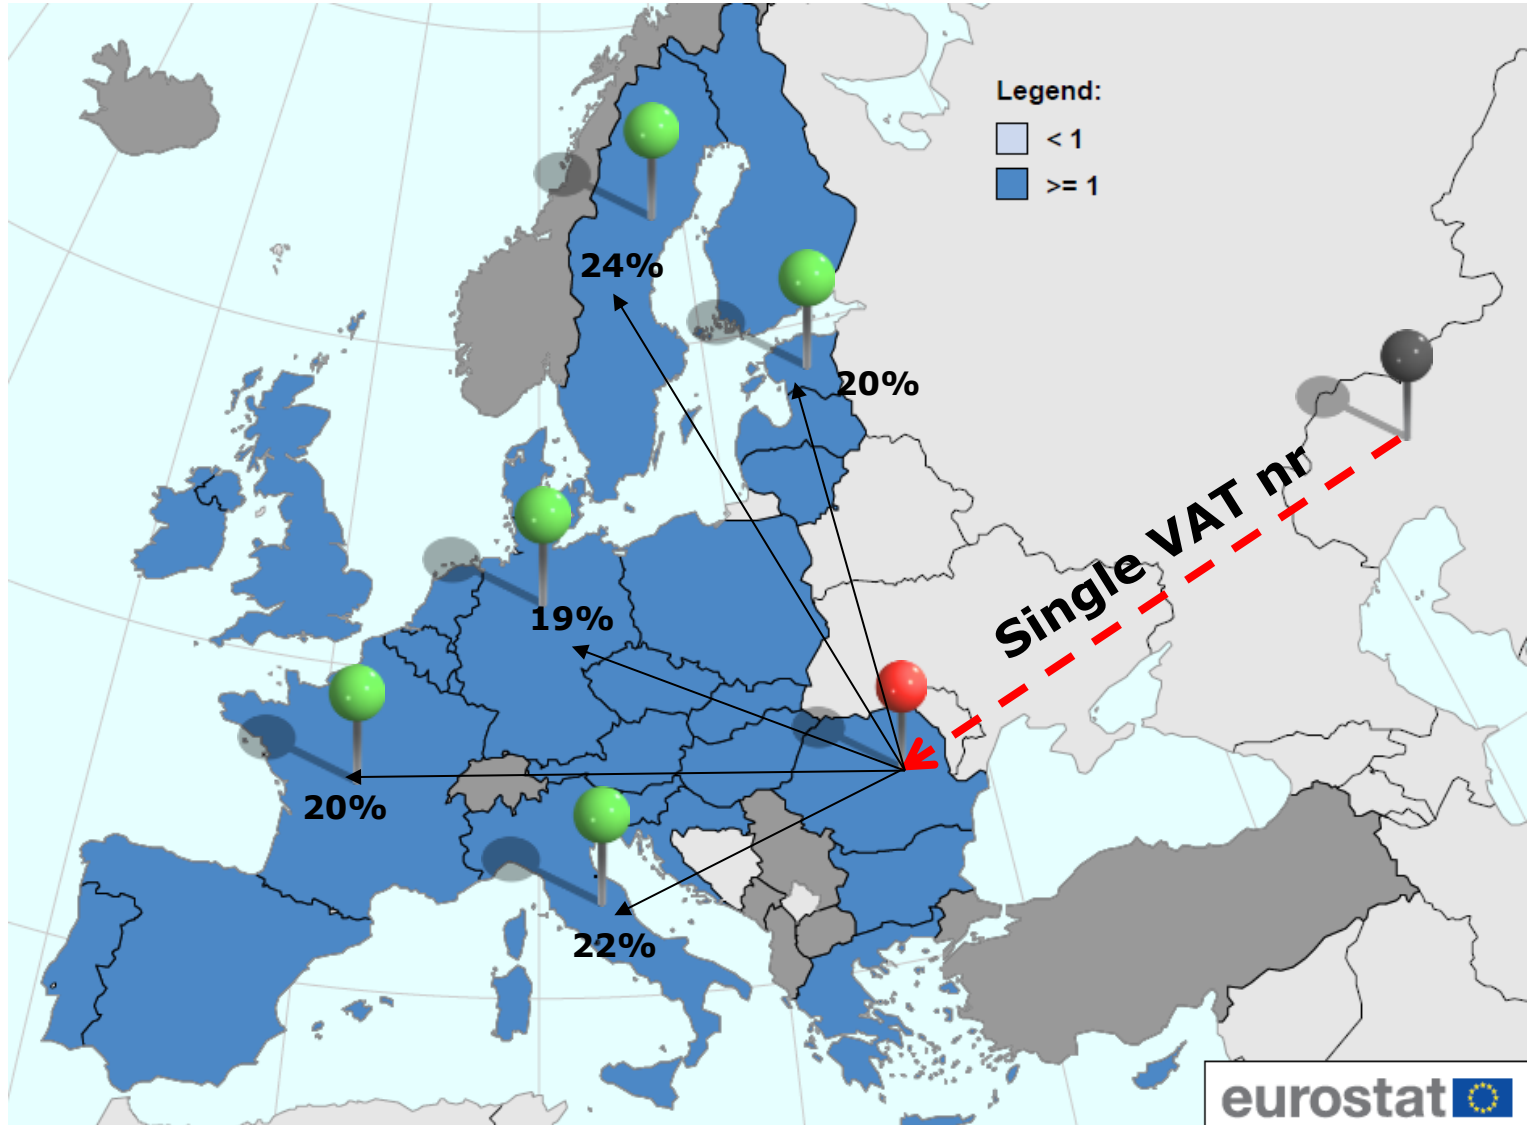 Legend:
< 1
>= 1
24%
20%
Single VAT nr
19%
20%
22%
eurostat